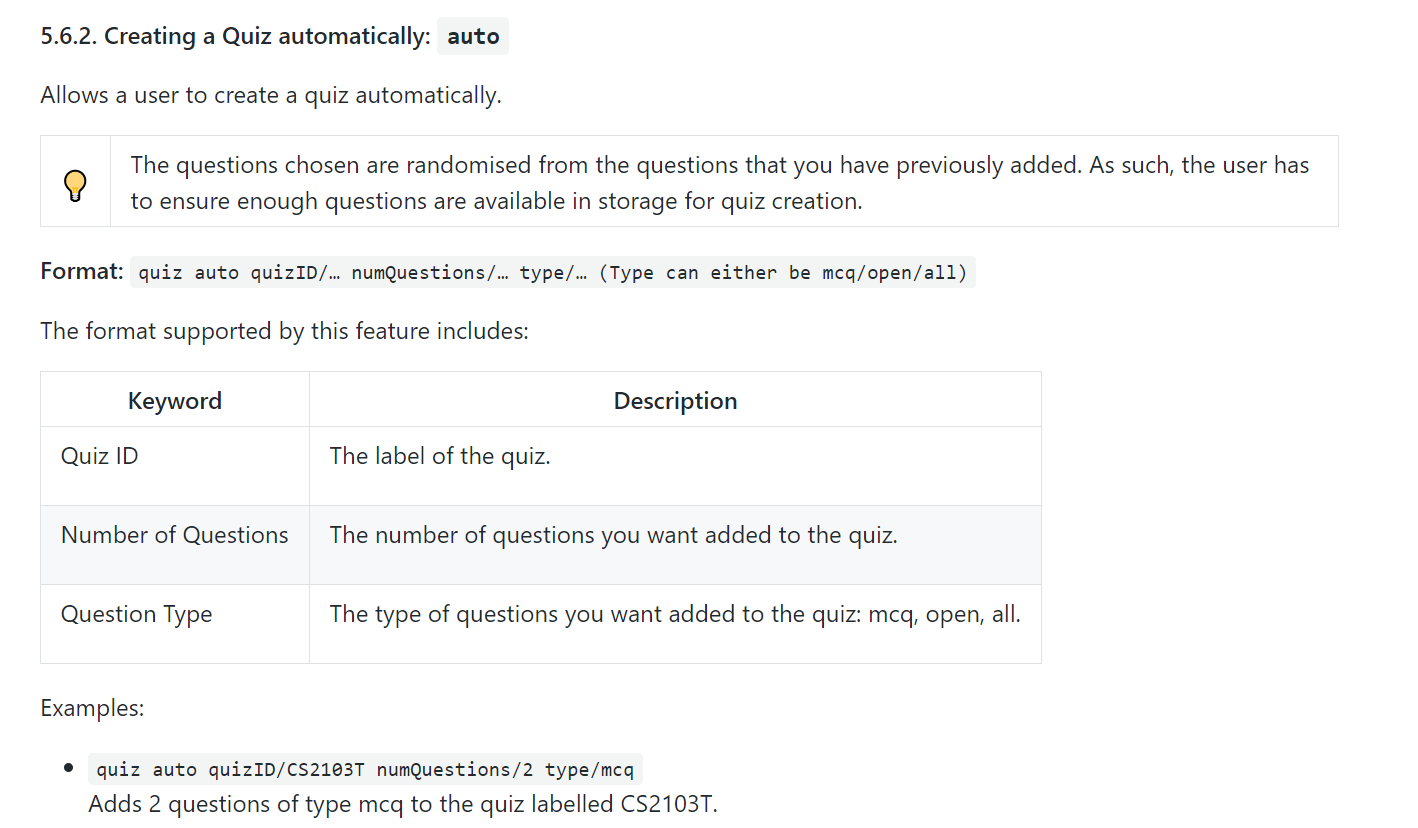 5.6.2. Creating a Quiz automatically: auto
Allows a user to create a quiz automatically.
The questions chosen are randomised from the questions that you have previously added. As such, the user has
to ensure enough questions are available in storage for quiz creation.
Format: quiz auto quizID/… numQuestions/… type/… (Type can either be mcq/open/all)
The format supported by this feature includes:
Keyword Description
Quiz ID The label of the quiz.
Number of Questions The number of questions you want added to the quiz.
Question Type The type of questions you want added to the quiz: mcq, open, all.
Examples:
• quiz auto quizID/CS2103T numQuestions/2 type/mcq
Adds 2 questions of type mcq to the quiz labelled CS2103T.